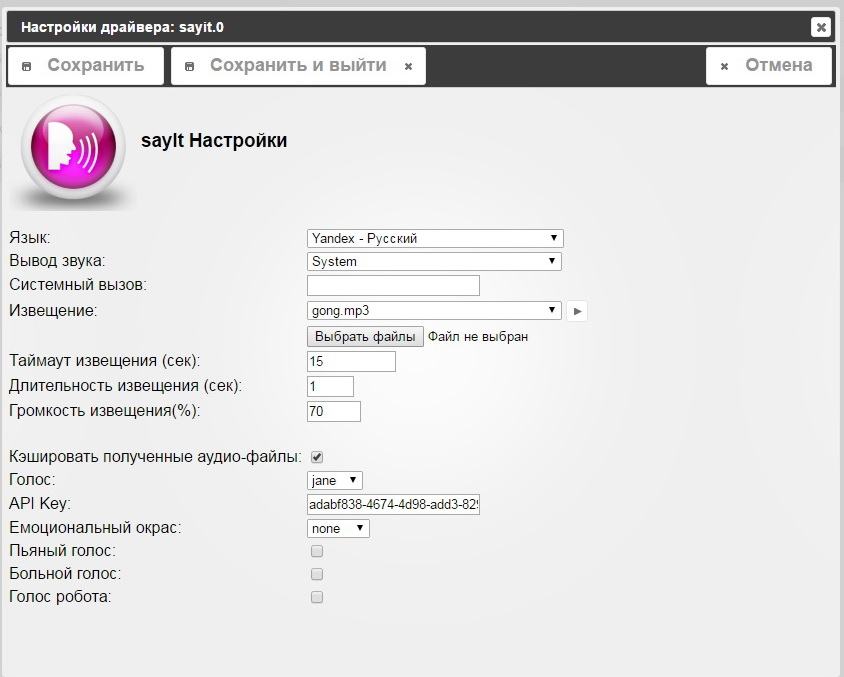 Настройки драйвера: sayit.0
Сохранить Сохранить и выйти Отмена
sayIt Настройки
Язык: Yandex - Русский
Вывод звука: System
Системный вызов:
Извещение: gong.mp3
Выбрать файлы Файл не выбран
Таймаут извещения (сек): 15
Длительность извещения (сек): 1
Громкость извещения(%): 70
Кэшировать полученные аудио-файлы:
Голос: jane
API Key: adabf838-4674-4d98-add3-829
Емоциональный окрас: none
Пьяный голос:
Больной голос:
Голос робота: